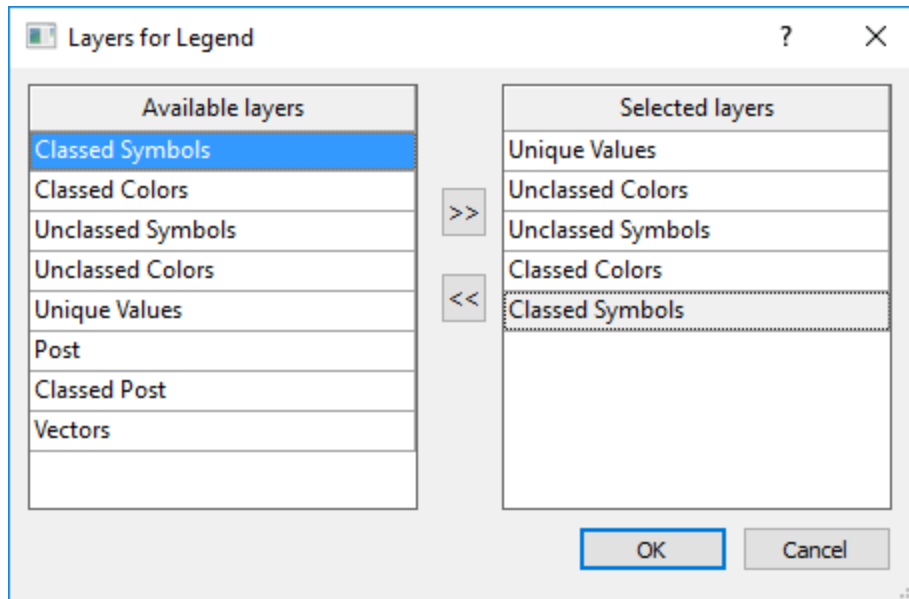 Layers for Legend
?
Available layers
Classed Symbols
Classed Colors
Unclassed Symbols
Unclassed Colors
Unique Values
Post
Classed Post
Vectors
>>
<<
Selected layers
Unique Values
Unclassed Colors
Unclassed Symbols
Classed Colors
Classed Symbols
OK
Cancel